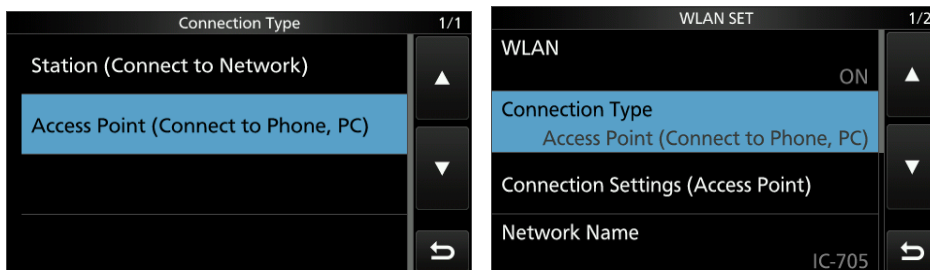 Connection Type 1/1
Station (Connect to Network)
Access Point (Connect to Phone, PC)
WLAN SET 1/2
WLAN
ON
Connection Type
Access Point (Connect to Phone, PC)
Connection Settings (Access Point)
Network Name
IC-705